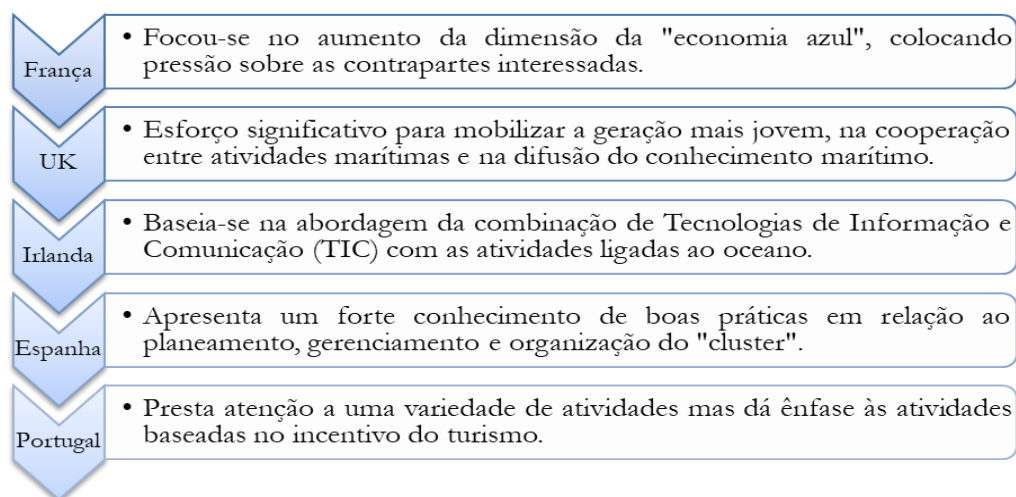 França
• Focou-se no aumento da dimensão da "economia azul", colocando
pressão sobre as contrapartes interessadas.
UK
• Esforço significativo para mobilizar a geração mais jovem, na cooperação
entre atividades marítimas e na difusão do conhecimento marítimo.
Irlanda
• Baseia-se na abordagem da combinação de Tecnologias de Informação e
Comunicação (TIC) com as atividades ligadas ao oceano.
Espanha
• Apresenta um forte conhecimento de boas práticas em relação ao
planeamento, gerenciamento e organização do "cluster".
Portugal
• Presta atenção a uma variedade de atividades mas dá ênfase às atividades
baseadas no incentivo do turismo.